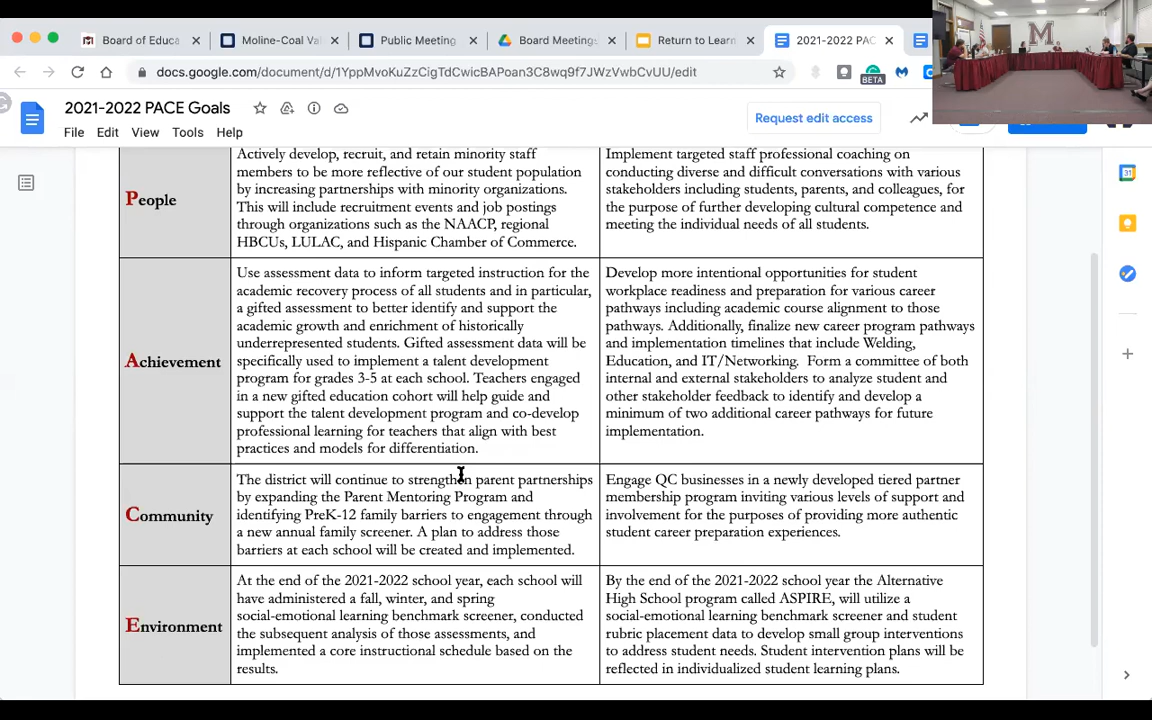 Board of Educa
Moline-Coal Val
Public Meeting
Board Meetings
Return to Learn
2021-2022 PAC
docs.google.com/document/d/1YppMvoKuZzCigTdCwicBAPoan3C8wq9f7JWzVwbCvUU/edit
BETA
M
2021-2022 PACE Goals
File Edit View Tools Help
Request edit access
31
People
Actively develop, recruit, and retain minority staff
members to be more reflective of our student population
by increasing partnerships with minority organizations.
This will include recruitment events and job postings
through organizations such as the NAACP, regional
HBCUs, LULAC, and Hispanic Chamber of Commerce.
Implement targeted staff professional coaching on
conducting diverse and difficult conversations with various
stakeholders including students, parents, and colleagues, for
the purpose of further developing cultural competence and
meeting the individual needs of all students.
Achievement
Use assessment data to inform targeted instruction for the
academic recovery process of all students and in particular,
a gifted assessment to better identify and support the
academic growth and enrichment of historically
underrepresented students. Gifted assessment data will be
specifically used to implement a talent development
program for grades 3-5 at each school. Teachers engaged
in a new gifted education cohort will help guide and
support the talent development program and co-develop
professional learning for teachers that align with best
practices and models for differentiation.
Develop more intentional opportunities for student
workplace readiness and preparation for various career
pathways including academic course alignment to those
pathways. Additionally, finalize new career program pathways
and implementation timelines that include Welding,
Education, and IT/Networking. Form a committee of both
internal and external stakeholders to analyze student and
other stakeholder feedback to identify and develop a
minimum of two additional career pathways for future
implementation.
Community
The district will continue to strengthen parent partnerships
by expanding the Parent Mentoring Program and
identifying PreK-12 family barriers to engagement through
a new annual family screener. A plan to address those
barriers at each school will be created and implemented.
Engage QC businesses in a newly developed tiered partner
membership program inviting various levels of support and
involvement for the purposes of providing more authentic
student career preparation experiences.
Environment
At the end of the 2021-2022 school year, each school will
have administered a fall, winter, and spring
social-emotional learning benchmark screener, conducted
the subsequent analysis of those assessments, and
implemented a core instructional schedule based on the
results.
By the end of the 2021-2022 school year the Alternative
High School program called ASPIRE, will utilize a
social-emotional learning benchmark screener and student
rubric placement data to develop small group interventions
to address student needs. Student intervention plans will be
reflected in individualized student learning plans.